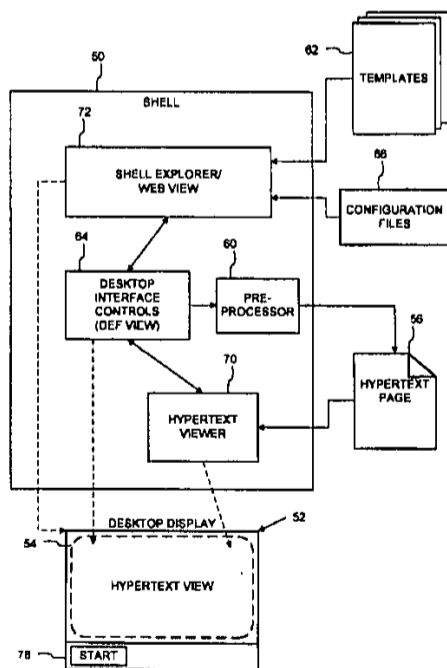 50
62
TEMPLATES
SHELL
72
SHELL EXPLORER/
WEB VIEW
66
CONFIGURATION
FILES
64
60
DESKTOP
INTERFACE
CONTROLS
(DEF VIEW)
PRE-
PROCESSOR
56
HYPERTEXT
PAGE
70
HYPERTEXT
VIEWER
DESKTOP DISPLAY
52
54
HYPERTEXT VIEW
76
START